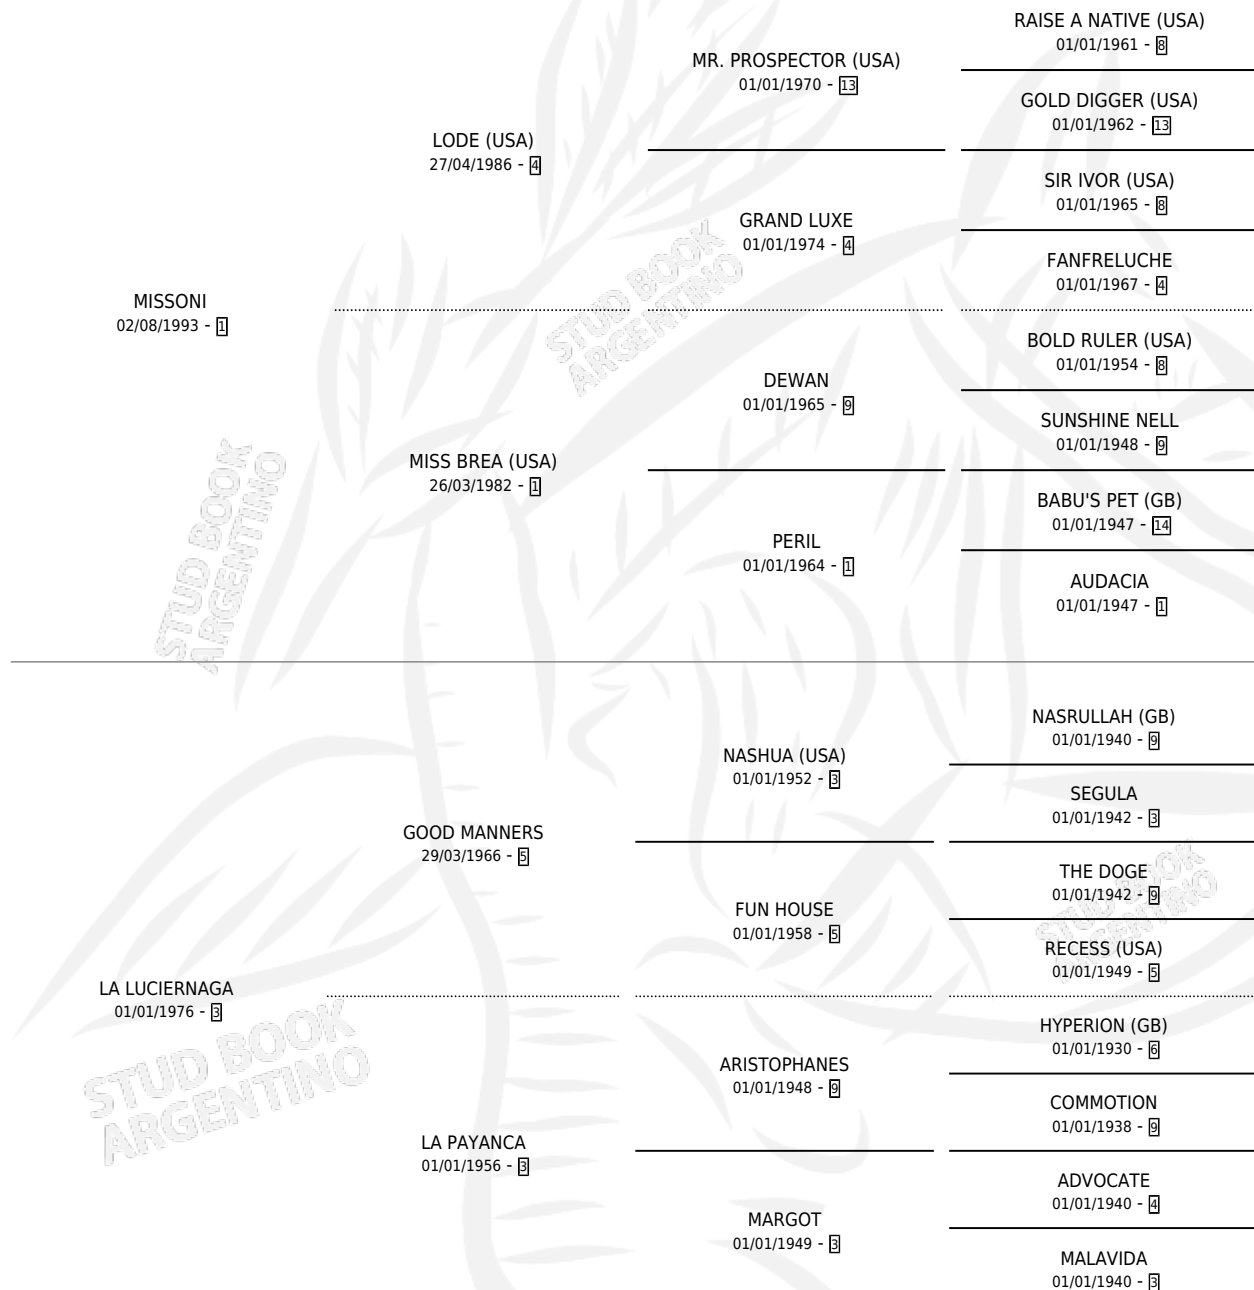 RAISE A NATIVE (USA)
01/01/1961 - 8
MR. PROSPECTOR (USA)
01/01/1970 - 13
GOLD DIGGER (USA)
01/01/1962 - 13
LODE (USA)
27/04/1986 - 4
SIR IVOR (USA)
01/01/1965 - 8
GRAND LUXE
01/01/1974 - 4
FANFRELUCHE
01/01/1967 - 4
MISSONI
02/08/1993 - 1
BOLD RULER (USA)
01/01/1954 - 8
DEWAN
01/01/1965 - 9
SUNSHINE NELL
01/01/1948 - 9
MISS BREA (USA)
26/03/1982 - 1
BABU'S PET (GB)
01/01/1947 - 14
PERIL
01/01/1964 - 1
AUDACIA
01/01/1947 - 1
STUD BOOK
ARGENTINO
STUD BOOK
ARGENTINO
NASRULLAH (GB)
01/01/1940 - 9
NASHUA (USA)
01/01/1952 - 3
SEGULA
01/01/1942 - 3
GOOD MANNERS
29/03/1966 - 5
THE DOGE
01/01/1942 - 9
FUN HOUSE
01/01/1958 - 5
RECESS (USA)
01/01/1949 - 5
LA LUCIERNAGA
01/01/1976 - 3
HYPERION (GB)
01/01/1930 - 6
ARISTOPHANES
01/01/1948 - 9
COMMOTION
01/01/1938 - 9
LA PAYANCA
01/01/1956 - 3
ADVOCATE
01/01/1940 - 4
MARGOT
01/01/1949 - 3
MALAVIDA
01/01/1940 - 3
STUD BOOK
ARGENTINO
STUD BOOK
ARGENTINO